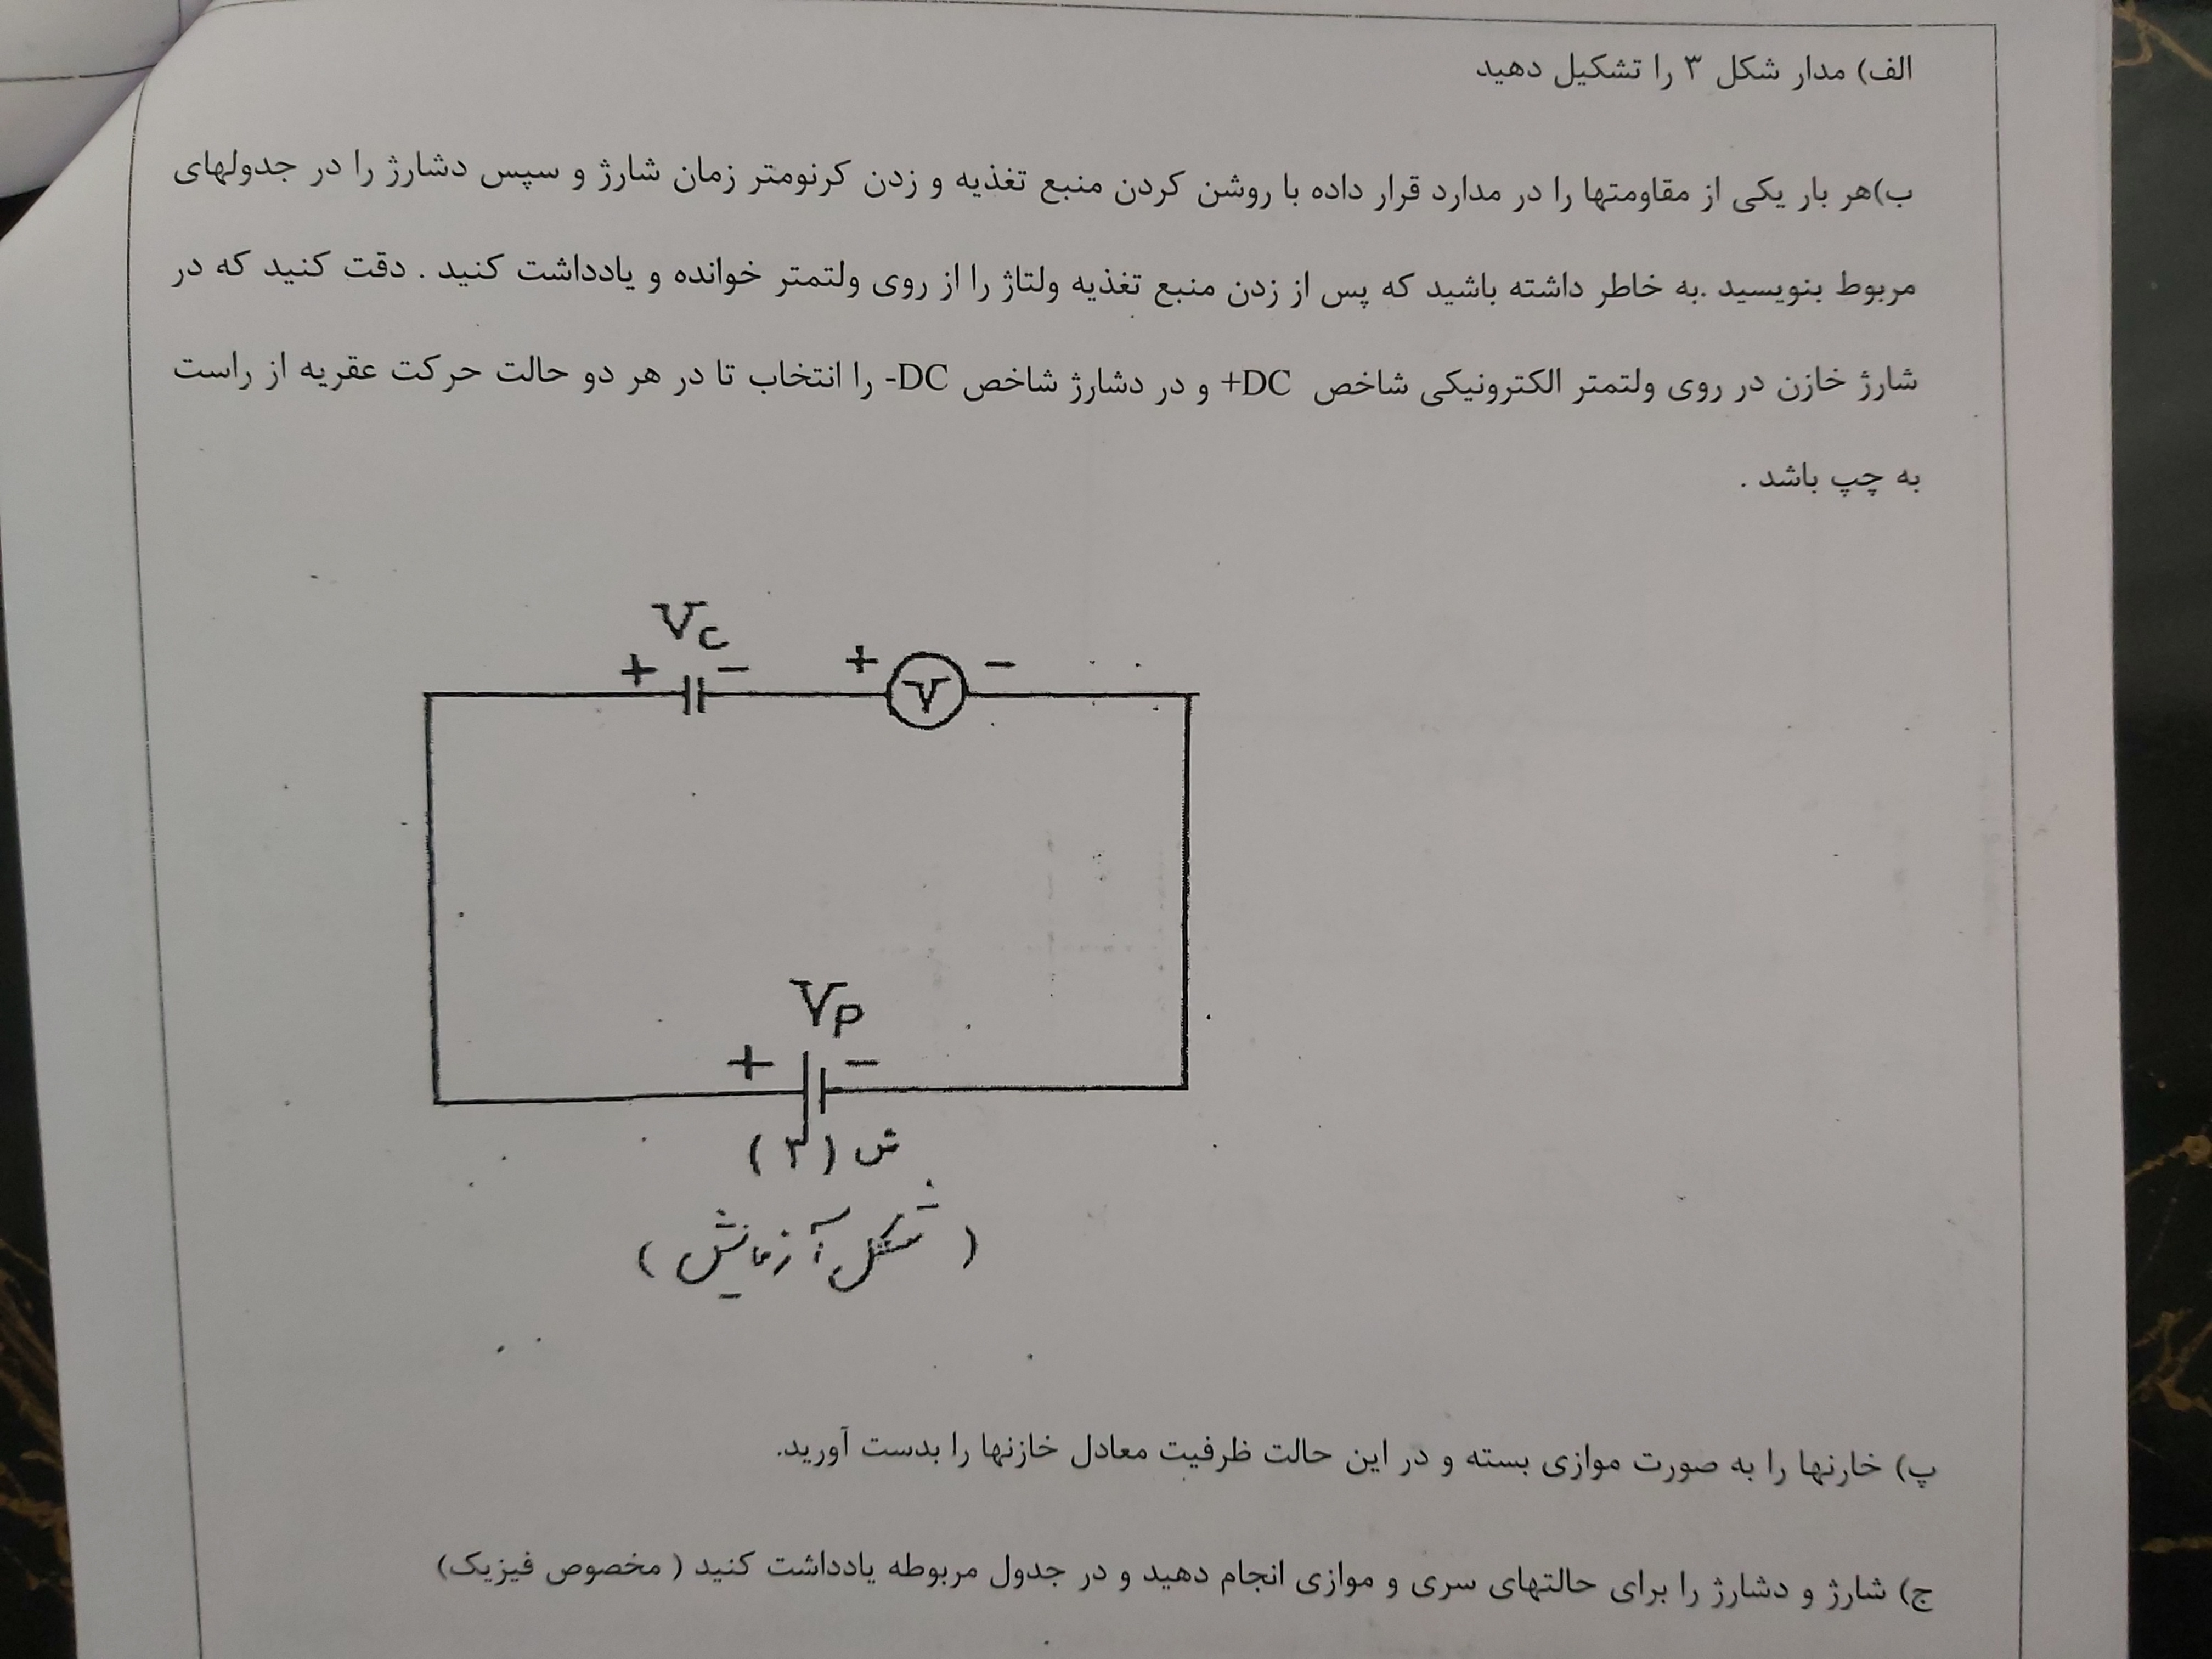 الف) مدار شکل ۳ را تشکیل دهید
ب)هر بار یکی از مقاومتها را در مدارد قرار داده با روشن کردن منبع تغذیه و زدن کرنومتر زمان شارژ و سپس دشارژ را در جدولهای
مربوط بنویسید .به خاطر داشته باشید که پس از زدن منبع تغذیه ولتاژ را از روی ولتمتر خوانده و یادداشت کنید . دقت کنید که در
شارژ خازن در روی ولتمتر الکترونیکی شاخص +DC و در دشارژ شاخص -DC را انتخاب تا در هر دو حالت حرکت عقریه از راست
به چپ باشد .
Vc
+ - + V -
Vp
+ -
ش (۳)
(شکل آزمایش)
پ) خارنها را به صورت موازی بسته و در این حالت ظرفیت معادل خازنها را بدست آورید.
ج) شارژ و دشارژ را برای حالتهای سری و موازی انجام دهید و در جدول مربوطه یادداشت کنید ( مخصوص فیزیک)